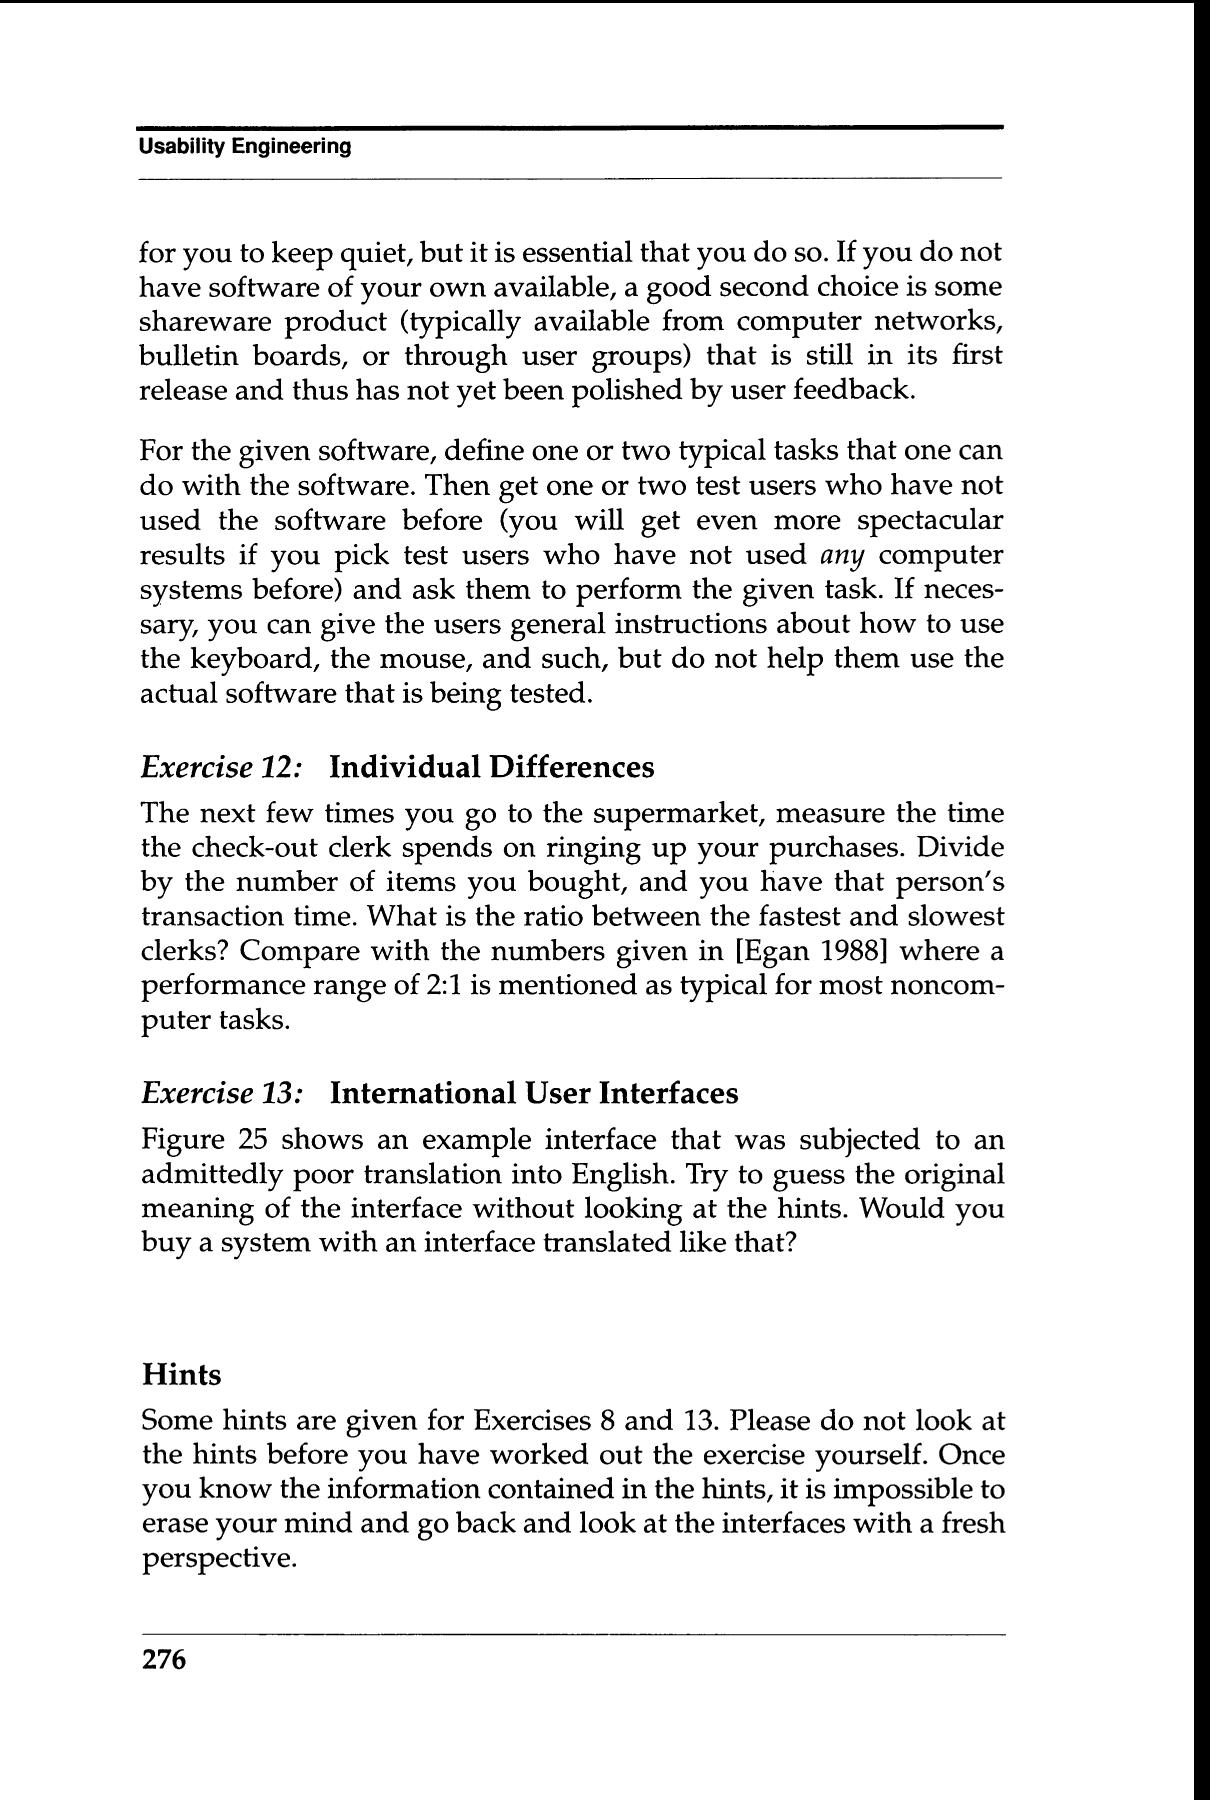 Usability Engineering
for you to keep quiet, but it is essential that you do so. If you do not
have software of your own available, a good second choice is some
shareware product (typically available from computer networks,
bulletin boards, or through user groups) that is still in its first
release and thus has not yet been polished by user feedback.
For the given software, define one or two typical tasks that one can
do with the software. Then get one or two test users who have not
used the software before (you will get even more spectacular
results if you pick test users who have not used any computer
systems before) and ask them to perform the given task. If neces-
sary, you can give the users general instructions about how to use
the keyboard, the mouse, and such, but do not help them use the
actual software that is being tested.
Exercise 12: Individual Differences
The next few times you go to the supermarket, measure the time
the check-out clerk spends on ringing up your purchases. Divide
by the number of items you bought, and you have that person's
transaction time. What is the ratio between the fastest and slowest
clerks? Compare with the numbers given in [Egan 1988] where a
performance range of 2:1 is mentioned as typical for most noncom-
puter tasks.
Exercise 13: International User Interfaces
Figure 25 shows an example interface that was subjected to an
admittedly poor translation into English. Try to guess the original
meaning of the interface without looking at the hints. Would you
buy a system with an interface translated like that?
Hints
Some hints are given for Exercises 8 and 13. Please do not look at
the hints before you have worked out the exercise yourself. Once
you know the information contained in the hints, it is impossible to
erase your mind and go back and look at the interfaces with a fresh
perspective.
276